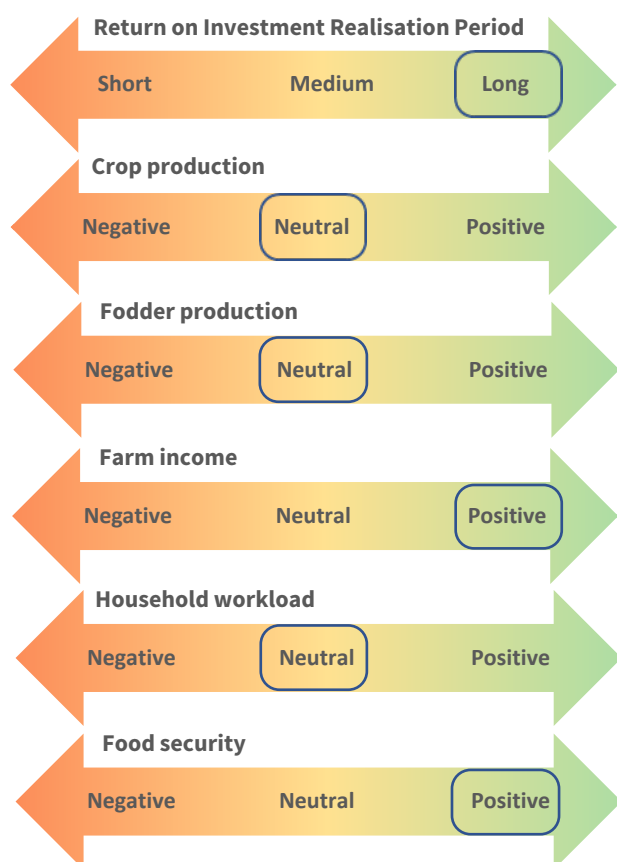 Return on Investment Realisation Period
Short Medium Long
Crop production
Negative Neutral Positive
Fodder production
Negative Neutral Positive
Farm income
Negative Neutral Positive
Household workload
Negative Neutral Positive
Food security
Negative Neutral Positive